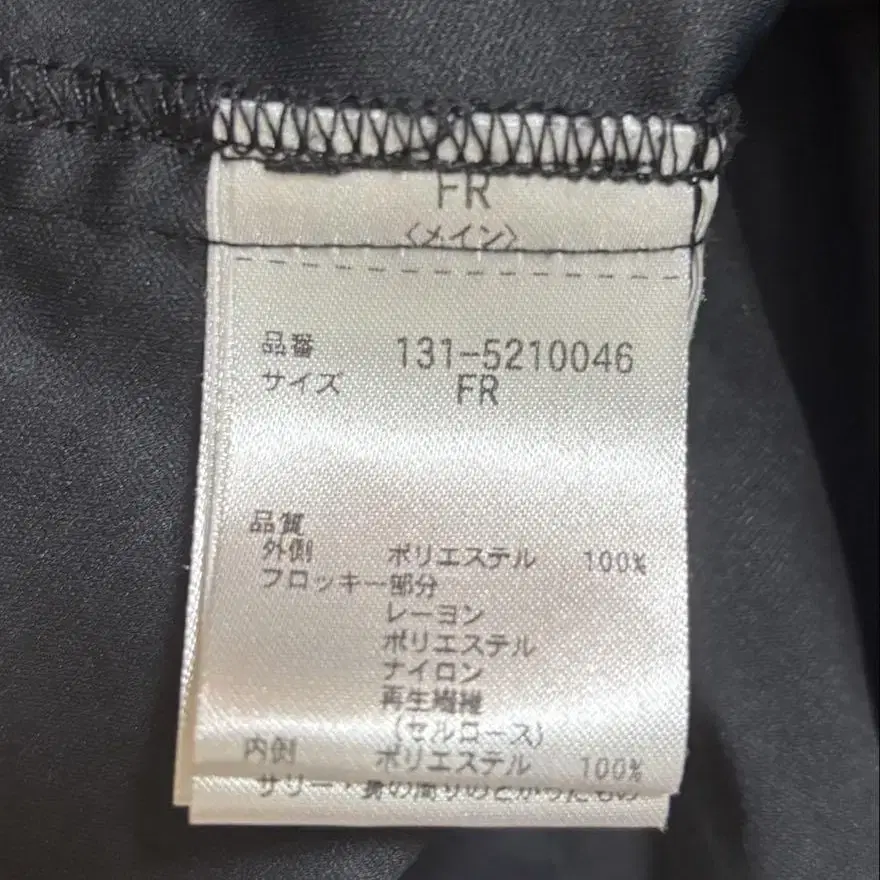 FR
〈メイン〉
品番 131-5210046
サイズ FR
品質
外側 ポリエステル 100%
フロッキー部分
レーヨン
ポリエステル
ナイロン
再生繊維
(セルロース)
内側 ポリエステル 100%